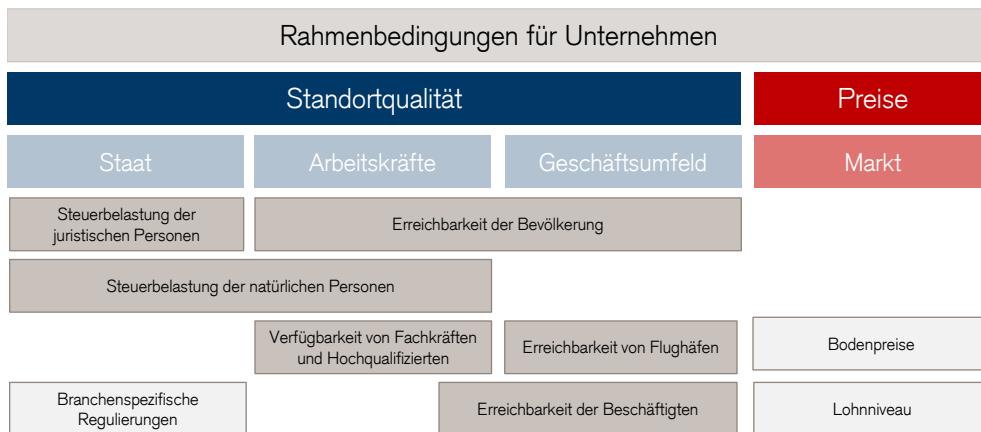 Rahmenbedingungen für Unternehmen
Standortqualität
Preise
Staat
Arbeitskräfte
Geschäftsumfeld
Markt
Steuerbelastung der
juristischen Personen
Erreichbarkeit der Bevölkerung
Steuerbelastung der natürlichen Personen
Verfügbarkeit von Fachkräften
und Hochqualifizierten
Erreichbarkeit von Flughäfen
Bodenpreise
Branchenspezifische
Regulierungen
Erreichbarkeit der Beschäftigten
Lohnniveau